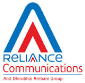 RELIANCE
Communications
Anil Dhirubhai Ambani Group